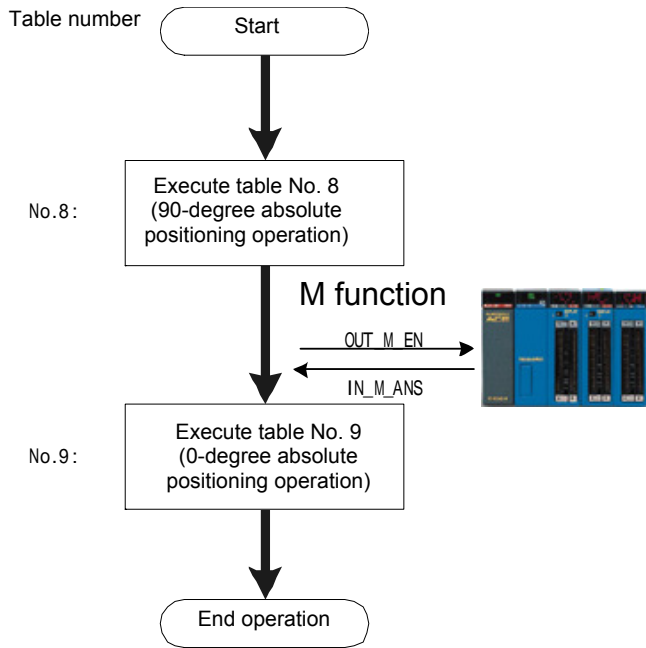 Table number
Start
Execute table No. 8
(90-degree absolute
positioning operation)
No.8:
M function
OUT_M_EN
IN_M_ANS
Execute table No. 9
(0-degree absolute
positioning operation)
No.9:
End operation